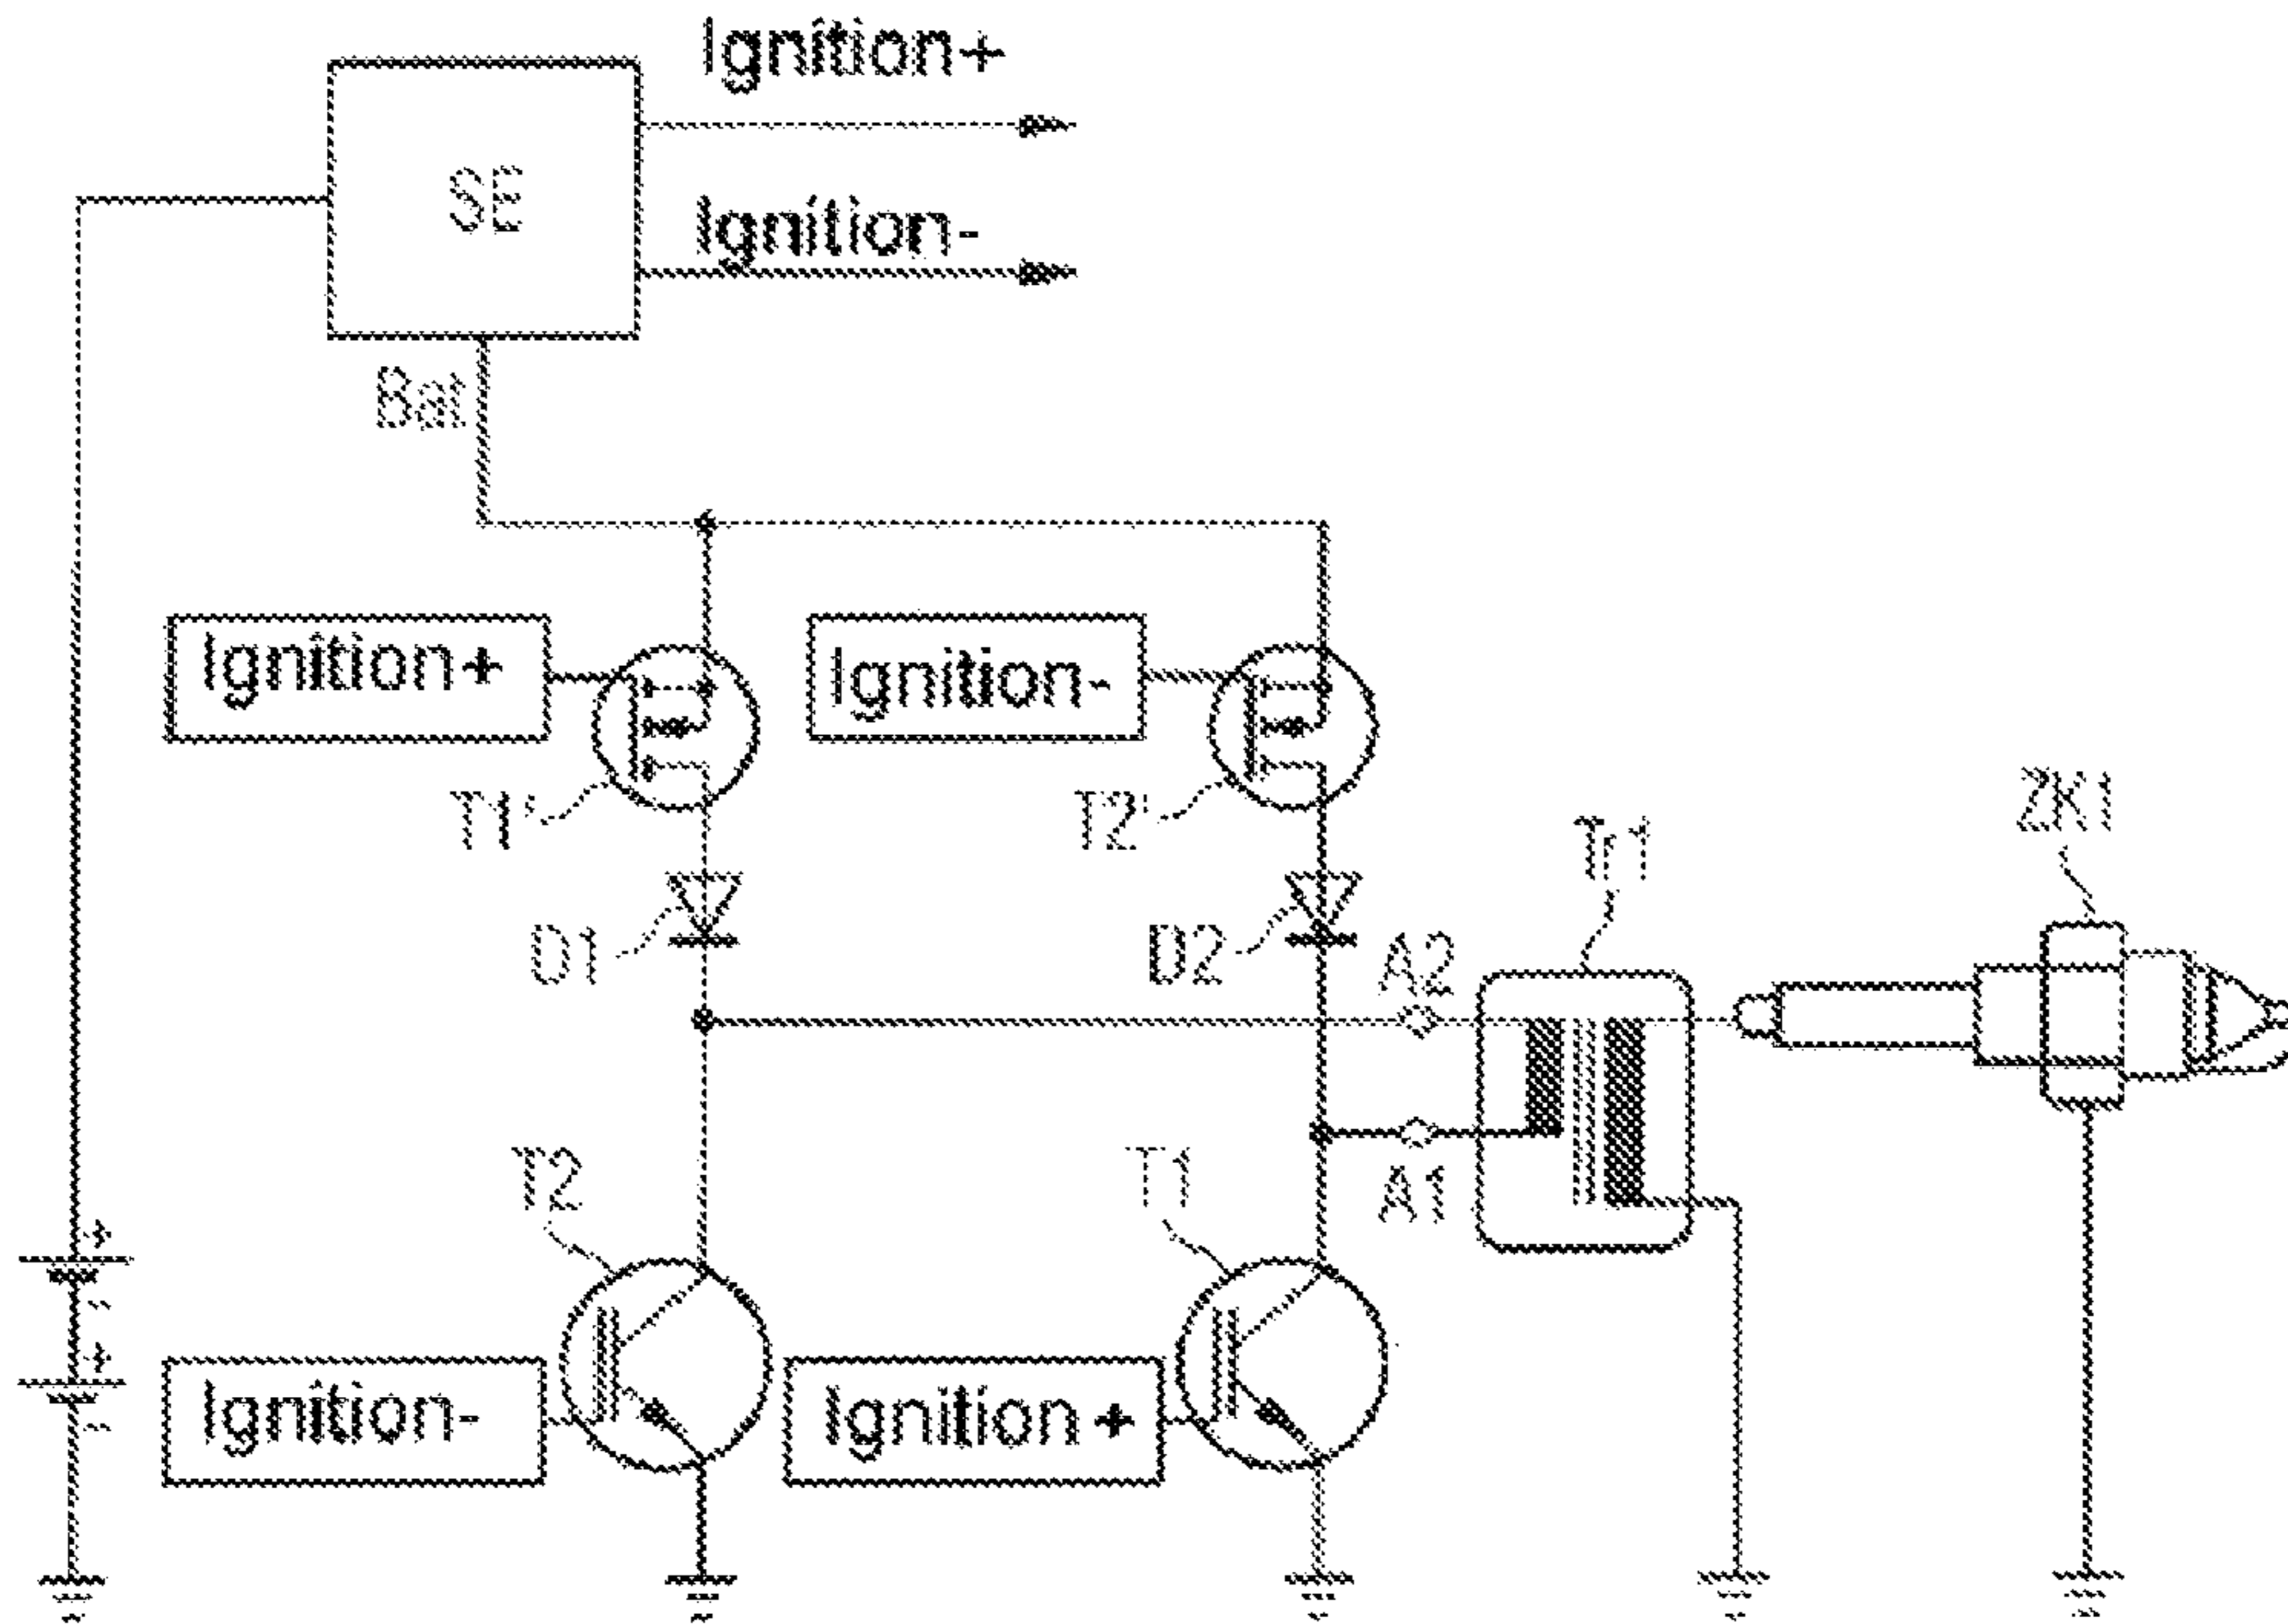 Ignition+
SE
Ignition-
Bat
Ignition+
Ignition-
T1'
T2'
Tr1
ZK1
D1
D2
A2
T2
T1
A1
+
-
+
-
Ignition-
Ignition +